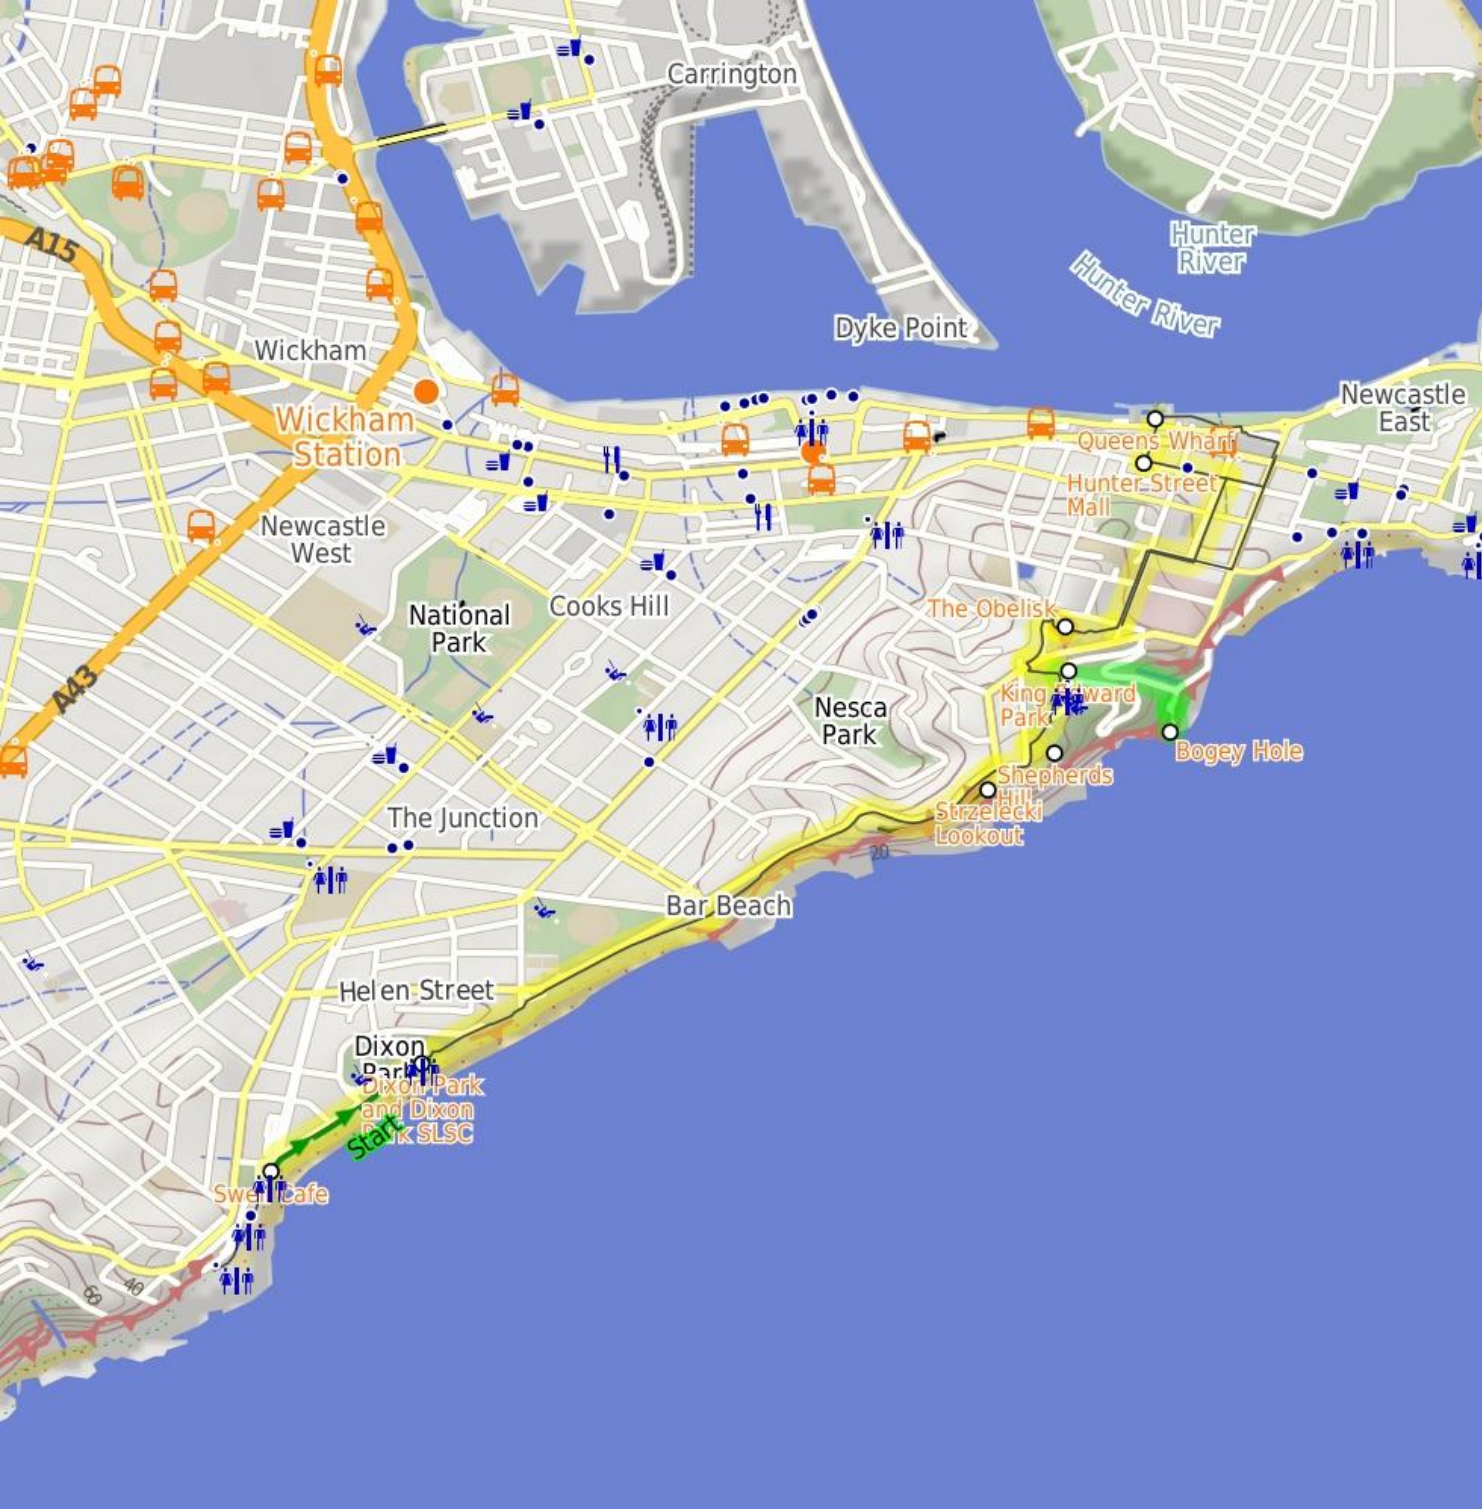 Carrington
A15
Hunter
River
Hunter River
Dyke Point
Wickham
Newcastle
East
Wickham
Station
Queens Wharf
Hunter Street
Mall
Newcastle
West
National
Park
Cooks Hill
The Obelisk
A43
King Edward
Park
Nesca
Park
Bogey Hole
Shepherds
Hill
Strzelecki
Lookout
The Junction
20
Bar Beach
Helen Street
Dixon
Park
Dixon Park
and Dixon
Park SLSC
Start
Swell Cafe
60
40